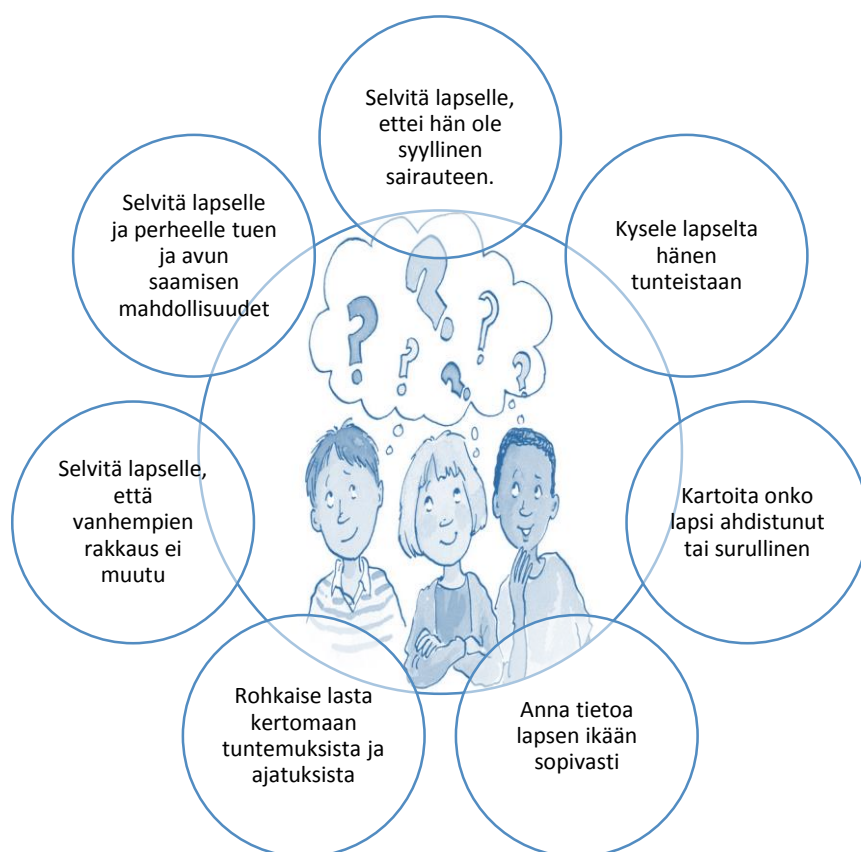 Selvitä lapselle,
ettei hän ole
syyllinen
sairauteen.
Kysele lapselta
hänen
tunteistaan
Kartoita onko
lapsi ahdistunut
tai surullinen
Anna tietoa
lapsen ikään
sopivasti
Rohkaise lasta
kertomaan
tuntemuksista ja
ajatuksista
Selvitä lapselle,
että
vanhempien
rakkaus ei
muutu
Selvitä lapselle
ja perheelle tuen
ja avun
saamisen
mahdollisuudet
? ? ? ? ? ?